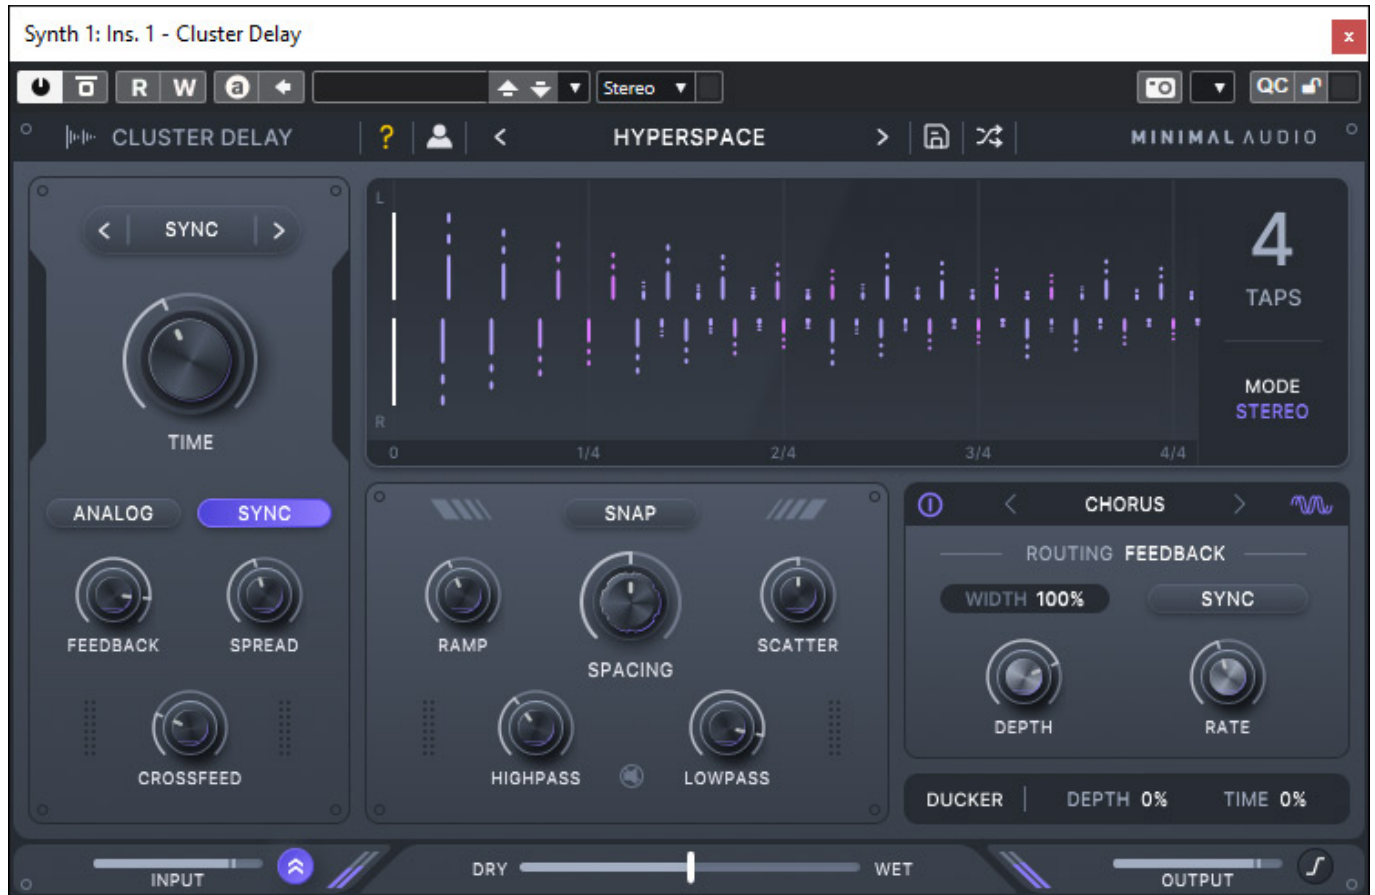 Synth 1: Ins. 1 - Cluster Delay
x
R W a Stereo QC
CLUSTER DELAY ? < HYPERSPACE > MINIMAL AUDIO
< SYNC >
TIME
ANALOG SYNC
FEEDBACK SPREAD
CROSSFEED
L
R
0 1/4 2/4 3/4 4/4
4
TAPS
MODE
STEREO
SNAP
RAMP SPACING SCATTER
HIGHPASS LOWPASS
< CHORUS >
ROUTING FEEDBACK
WIDTH 100% SYNC
DEPTH RATE
DUCKER DEPTH 0% TIME 0%
INPUT DRY WET OUTPUT